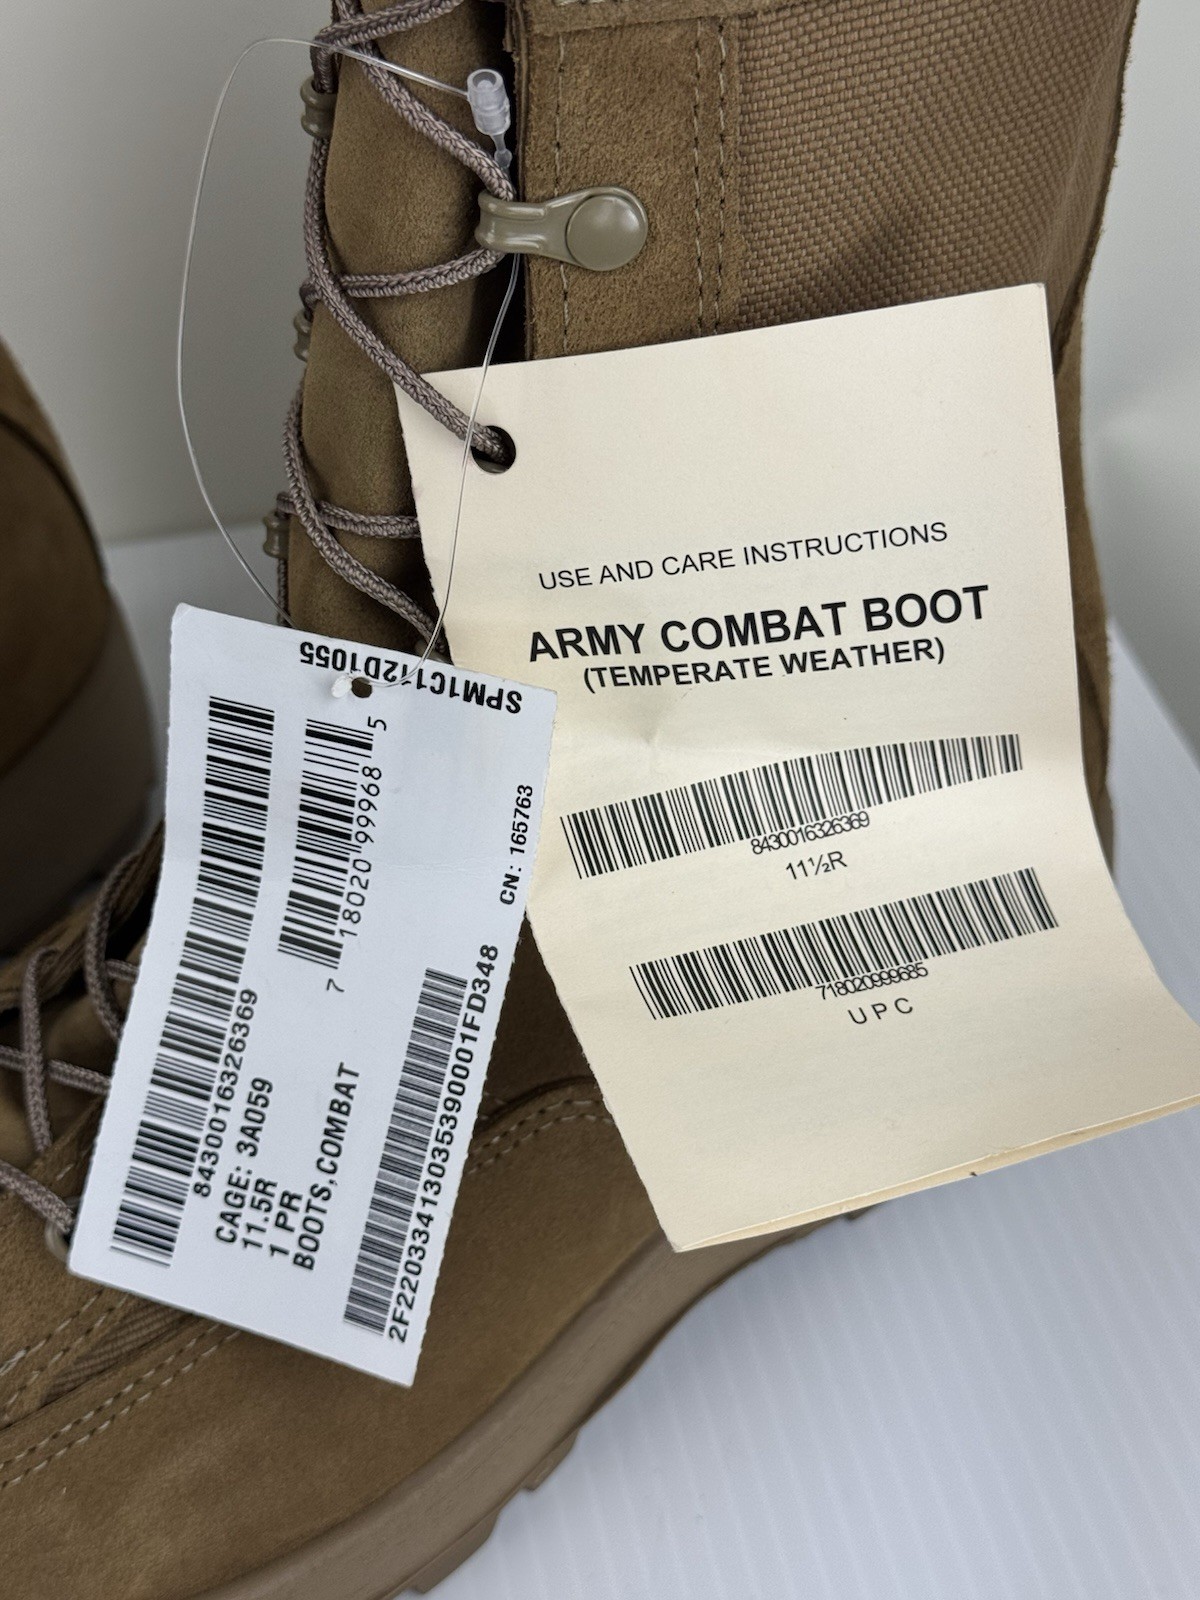 USE AND CARE INSTRUCTIONS
ARMY COMBAT BOOT
(TEMPERATE WEATHER)
8430016326369
11½R
718020999685
UPC
SPM1C112D1055
8430016326369
7 18020 99968 5
CN: 165763
CAGE: 3A059
11.5R
1 PR
BOOTS,COMBAT
2F22033413035390001FD348